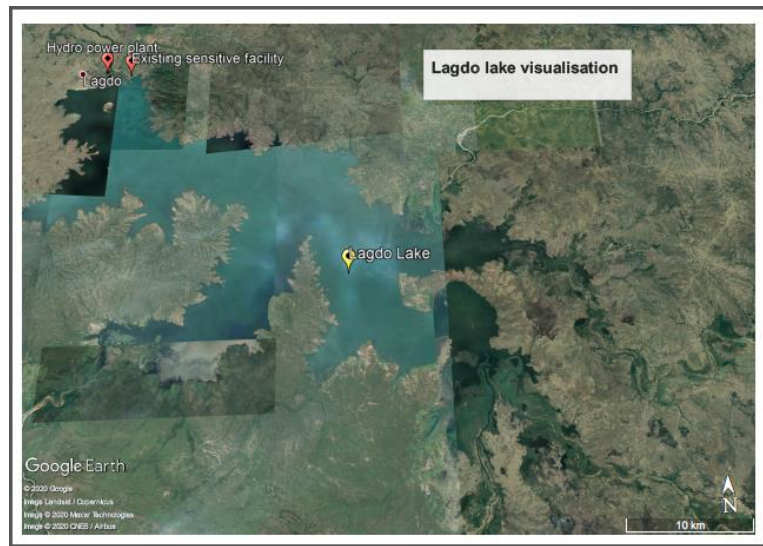 Hydro power plant
Existing sensitive facility
Lagdo
Lagdo lake visualisation
Lagdo Lake
Google Earth
© 2020 Google
Image Landsat / Copernicus
Image © 2020 Maxar Technologies
Image © 2020 CNES / Airbus
N
10 km